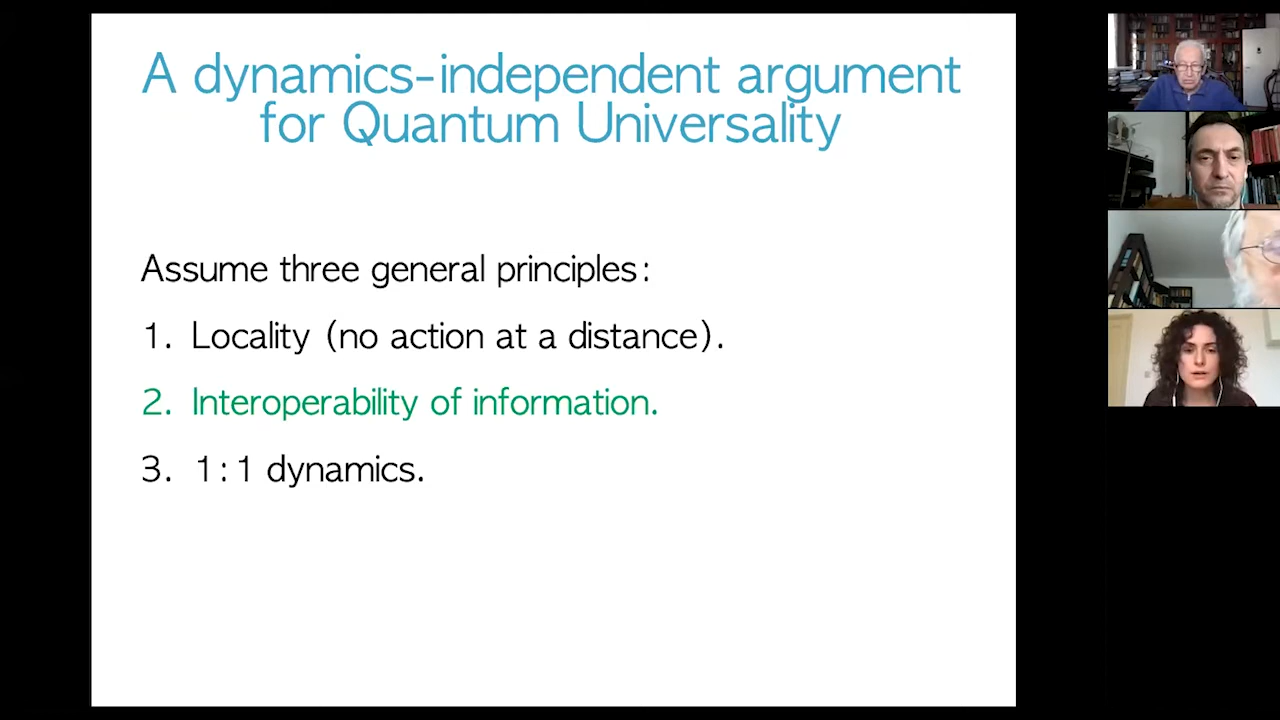 A dynamics-independent argument
for Quantum Universality
Assume three general principles:
1. Locality (no action at a distance).
2. Interoperability of information.
3. 1:1 dynamics.